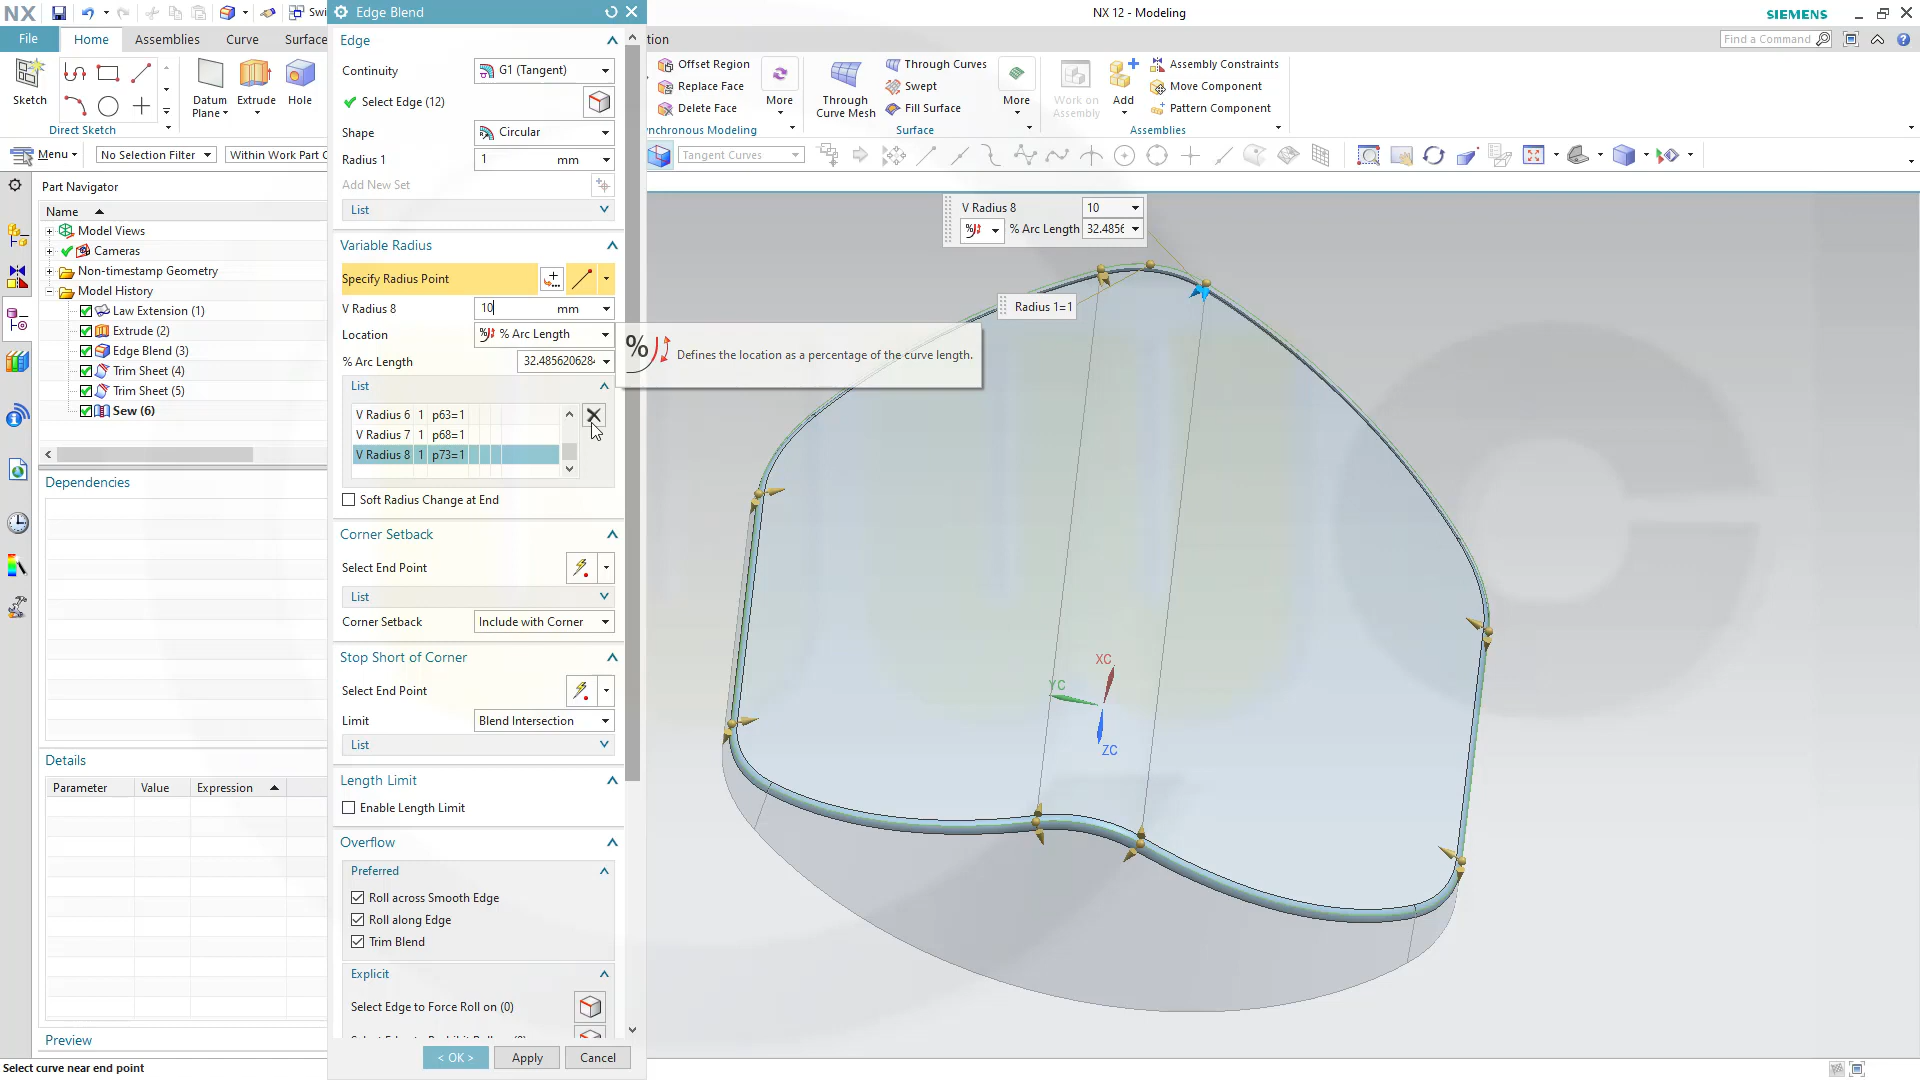 NX
Swi
Edge Blend
NX 12 - Modeling
SIEMENS
File
Home
Assemblies
Curve
Surface
tion
Find a Command
Sketch
Datum
Plane
Extrude
Hole
Direct Sketch
Offset Region
Replace Face
Delete Face
More
nchronous Modeling
Through
Curve Mesh
Through Curves
Swept
Fill Surface
More
Surface
Work on
Assembly
Add
Assembly Constraints
Move Component
Pattern Component
Assemblies
Menu
No Selection Filter
Within Work Part C
Tangent Curves
Part Navigator
Name
Model Views
Cameras
Non-timestamp Geometry
Model History
Law Extension (1)
Extrude (2)
Edge Blend (3)
Trim Sheet (4)
Trim Sheet (5)
Sew (6)
Dependencies
Details
Parameter
Value
Expression
Preview
Select curve near end point
Edge
Continuity
G1 (Tangent)
Select Edge (12)
Shape
Circular
Radius 1
1 mm
Add New Set
List
Variable Radius
Specify Radius Point
V Radius 8
10 mm
Location
% Arc Length
% Arc Length
32.4856206284
List
V Radius 6 1 p63=1
V Radius 7 1 p68=1
V Radius 8 1 p73=1
Soft Radius Change at End
Corner Setback
Select End Point
List
Corner Setback
Include with Corner
Stop Short of Corner
Select End Point
Limit
Blend Intersection
List
Length Limit
Enable Length Limit
Overflow
Preferred
Roll across Smooth Edge
Roll along Edge
Trim Blend
Explicit
Select Edge to Force Roll on (0)
< OK >
Apply
Cancel
V Radius 8
10
% Arc Length
32.4856
Radius 1=1
Defines the location as a percentage of the curve length.
XC
YC
ZC